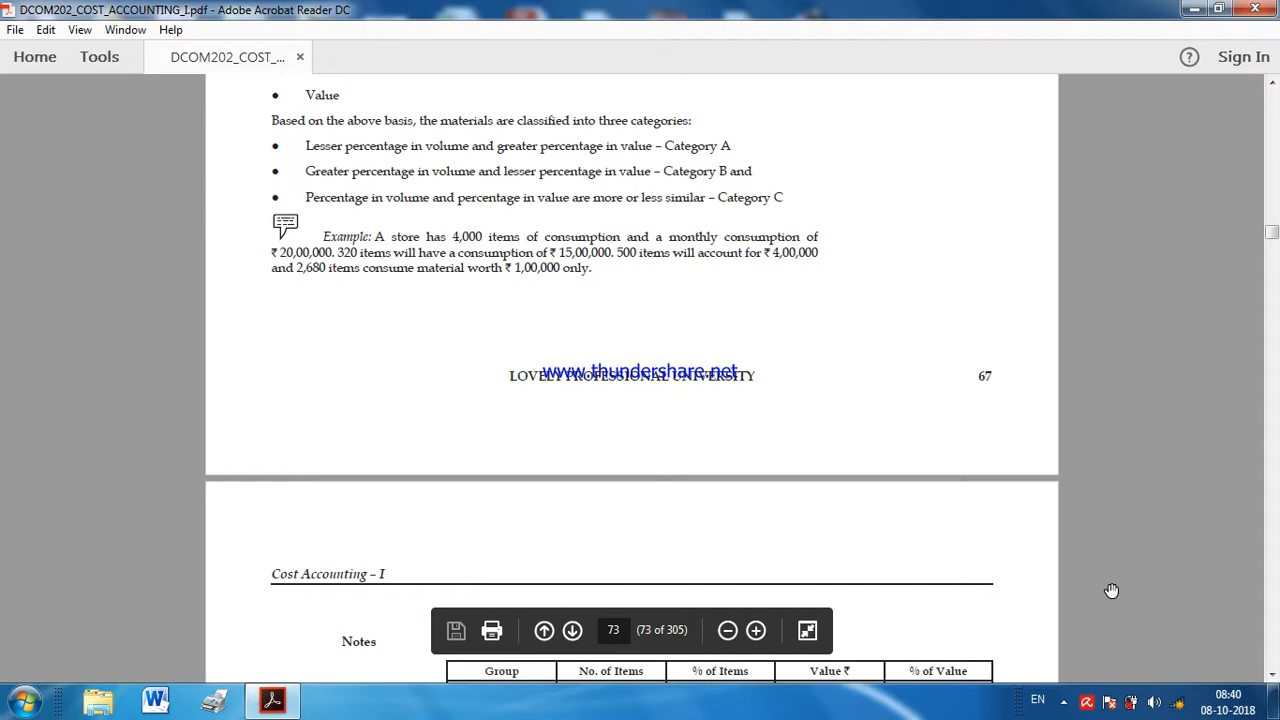 DCOM202_COST_ACCOUNTING_I.pdf - Adobe Acrobat Reader DC
File Edit View Window Help
Home Tools DCOM202_COST_... × ? Sign In
• Value
Based on the above basis, the materials are classified into three categories:
• Lesser percentage in volume and greater percentage in value – Category A
• Greater percentage in volume and lesser percentage in value – Category B and
• Percentage in volume and percentage in value are more or less similar – Category C
Example: A store has 4,000 items of consumption and a monthly consumption of
₹ 20,00,000. 320 items will have a consumption of ₹ 15,00,000. 500 items will account for ₹ 4,00,000
and 2,680 items consume material worth ₹ 1,00,000 only.
www.thundershare.net
LOVELY PROFESSIONAL UNIVERSITY 67
Cost Accounting – I
Notes
73 (73 of 305)
Group No. of Items % of Items Value ₹ % of Value
EN 08:40
08-10-2018